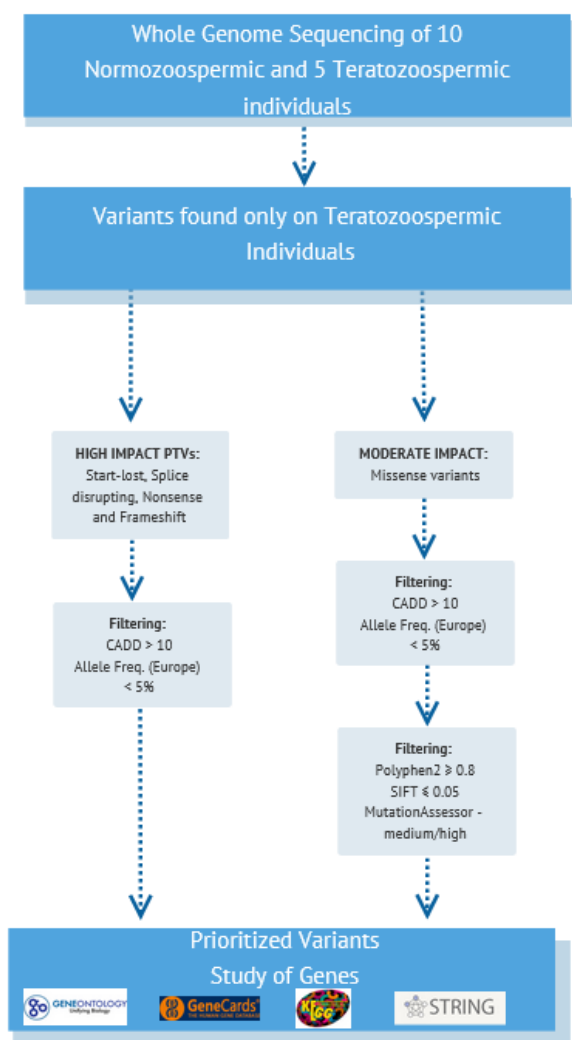 Whole Genome Sequencing of 10
Normozoospermic and 5 Teratozoospermic
individuals
Variants found only on Teratozoospermic
Individuals
HIGH IMPACT PTVs:
Start-lost, Splice
disrupting, Nonsense
and Frameshift
MODERATE IMPACT:
Missense variants
Filtering:
CADD > 10
Allele Freq. (Europe)
< 5%
Filtering:
CADD > 10
Allele Freq. (Europe)
< 5%
Filtering:
Polyphen2 ⩾ 0.8
SIFT ⩽ 0.05
MutationAssessor -
medium/high
Prioritized Variants
Study of Genes
GENEONTOLOGY
Unifying Biology
GeneCards®
THE HUMAN GENE DATABASE
KEGG
STRING